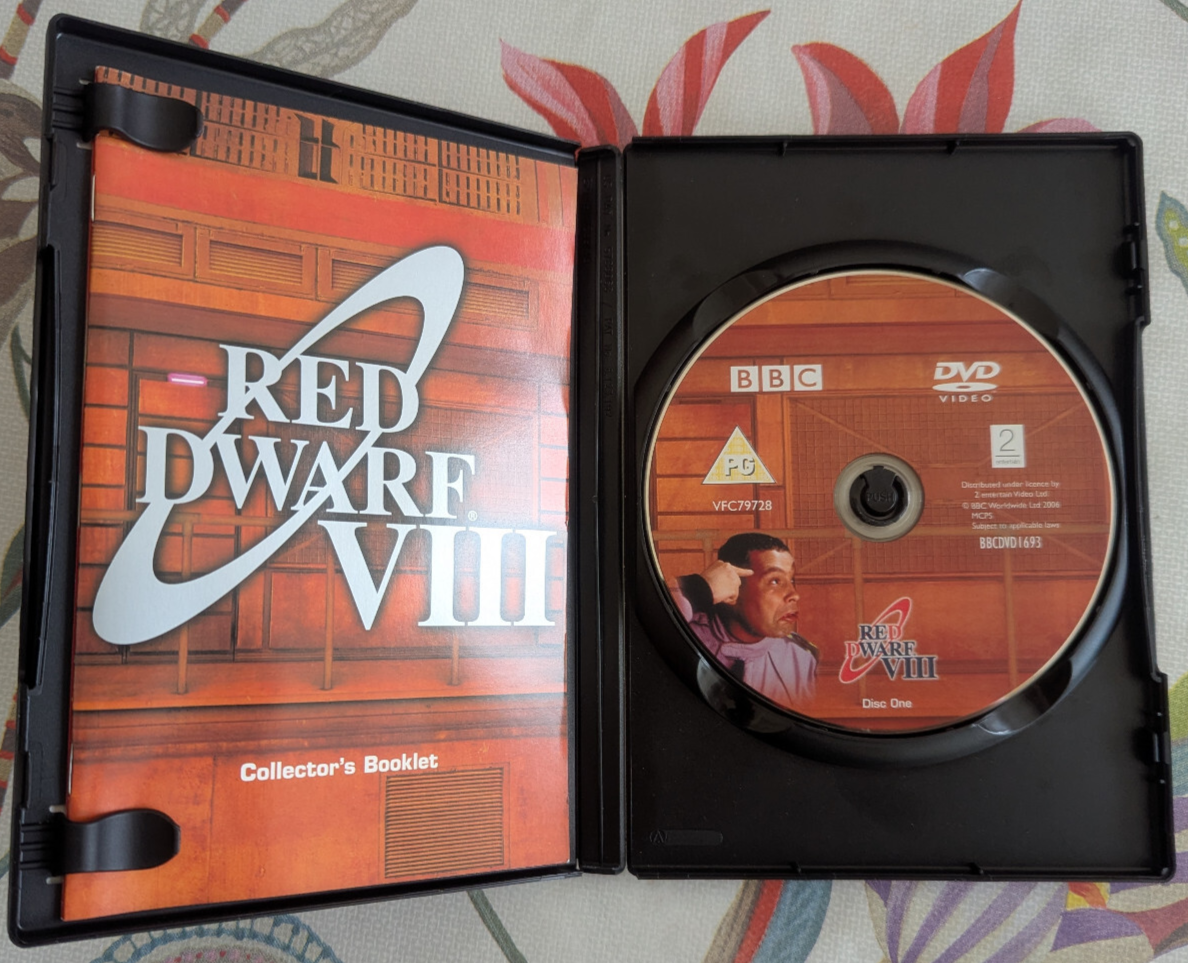 RED
DWARF®
VIII
Collector's Booklet
BBC
DVD
VIDEO
PG
VFC79728
2
entertain
PUSH
Distributed under licence by
2 entertain Video Ltd.
© BBC Worldwide Ltd 2006
MCPS.
Subject to applicable laws
BBCDVD1693
RED
DWARF
VIII
Disc One